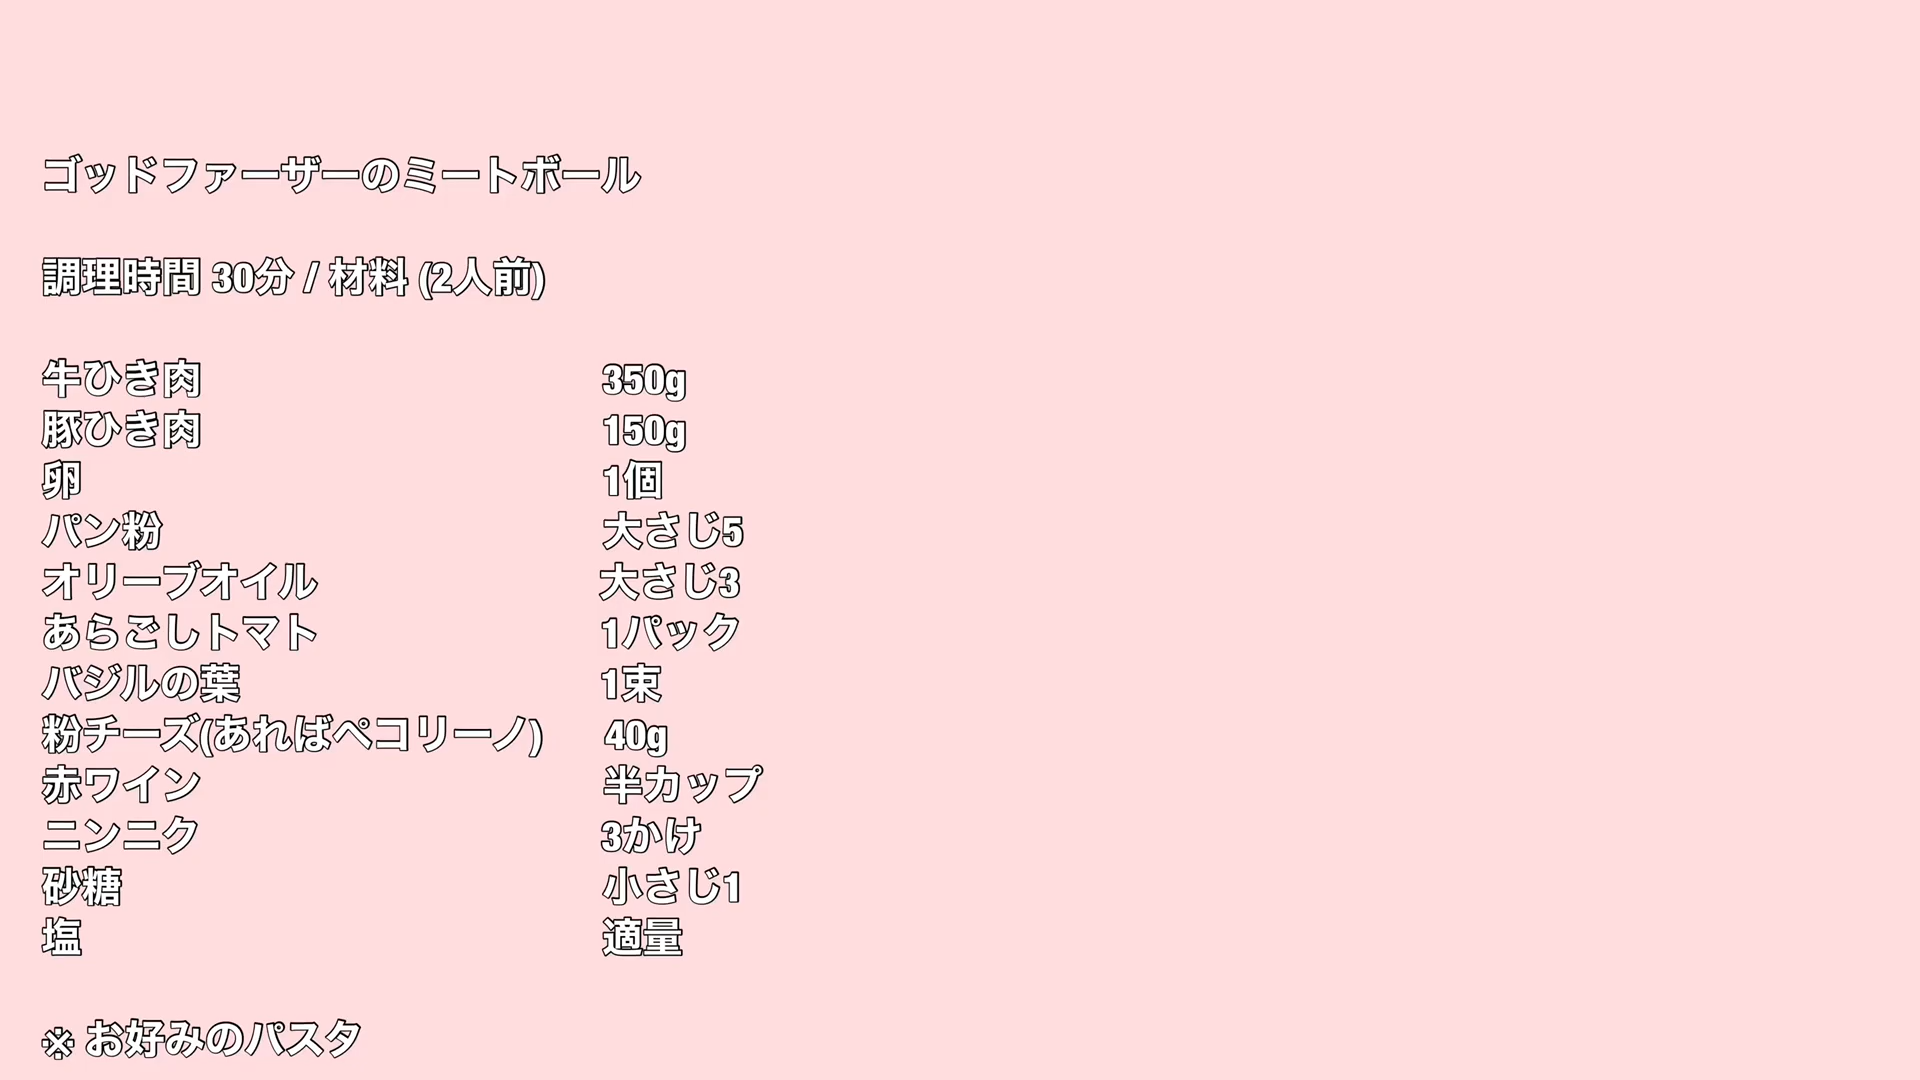 ゴッドファーザーのミートボール
調理時間 30分 / 材料 (2人前)
牛ひき肉 350g
豚ひき肉 150g
卵 1個
パン粉 大さじ5
オリーブオイル 大さじ3
あらごしトマト 1パック
バジルの葉 1束
粉チーズ(あればペコリーノ) 40g
赤ワイン 半カップ
ニンニク 3かけ
砂糖 小さじ1
塩 適量
※ お好みのパスタ